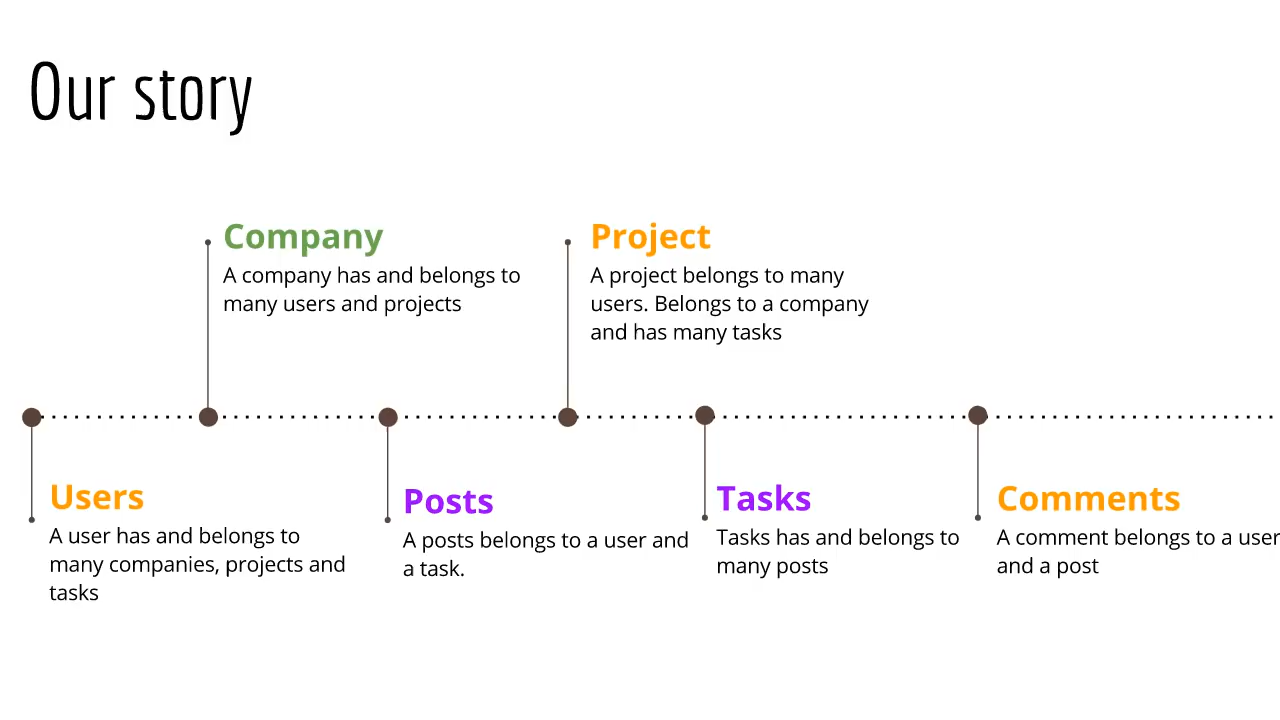 Our story
Company
A company has and belongs to
many users and projects
Project
A project belongs to many
users. Belongs to a company
and has many tasks
Users
A user has and belongs to
many companies, projects and
tasks
Posts
A posts belongs to a user and
a task.
Tasks
Tasks has and belongs to
many posts
Comments
A comment belongs to a user
and a post